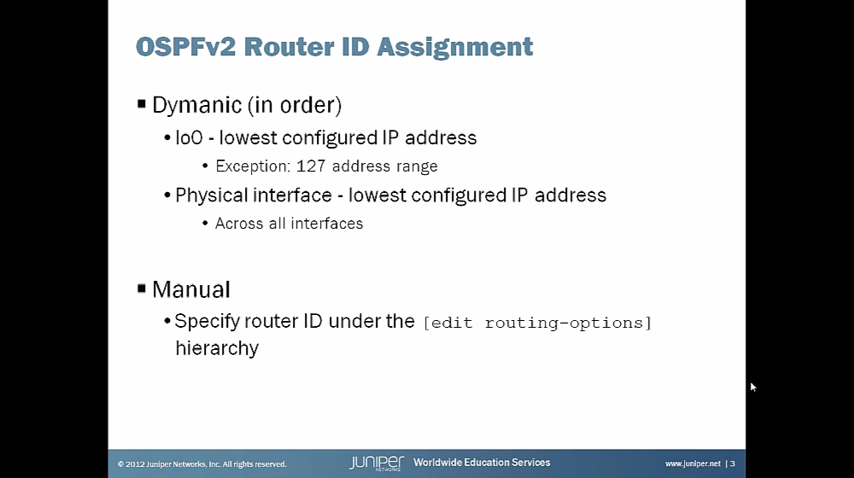 OSPFv2 Router ID Assignment
▪ Dymanic (in order)
• lo0 - lowest configured IP address
• Exception: 127 address range
• Physical interface - lowest configured IP address
• Across all interfaces
▪ Manual
• Specify router ID under the [edit routing-options]
hierarchy
© 2012 Juniper Networks, Inc. All rights reserved. JUNIPER NETWORKS Worldwide Education Services www.juniper.net | 3